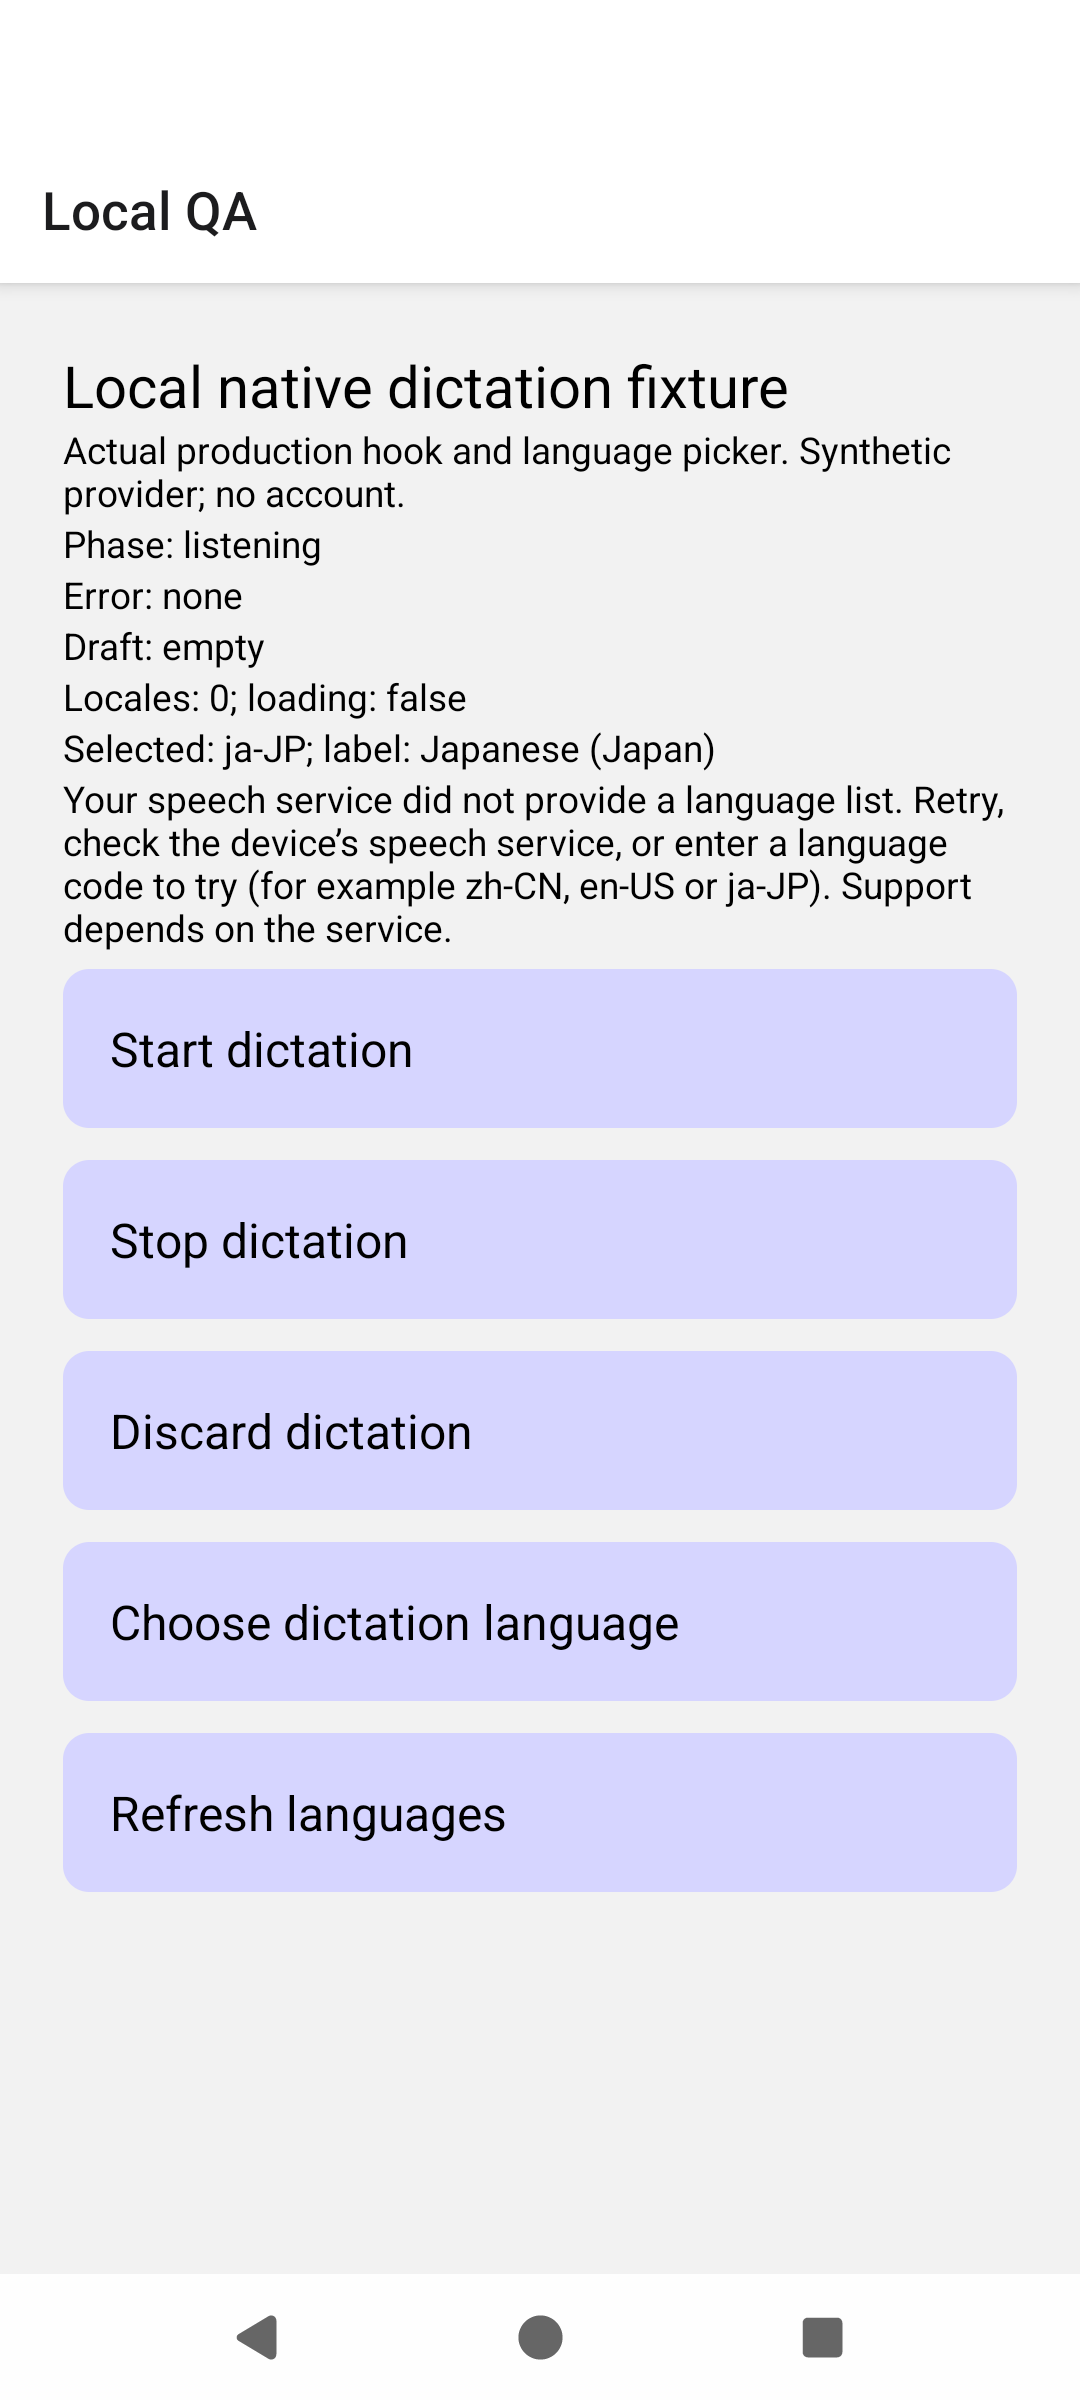 Local QA
Local native dictation fixture
Actual production hook and language picker. Synthetic
provider; no account.
Phase: listening
Error: none
Draft: empty
Locales: 0; loading: false
Selected: ja-JP; label: Japanese (Japan)
Your speech service did not provide a language list. Retry,
check the device’s speech service, or enter a language
code to try (for example zh-CN, en-US or ja-JP). Support
depends on the service.
Start dictation
Stop dictation
Discard dictation
Choose dictation language
Refresh languages